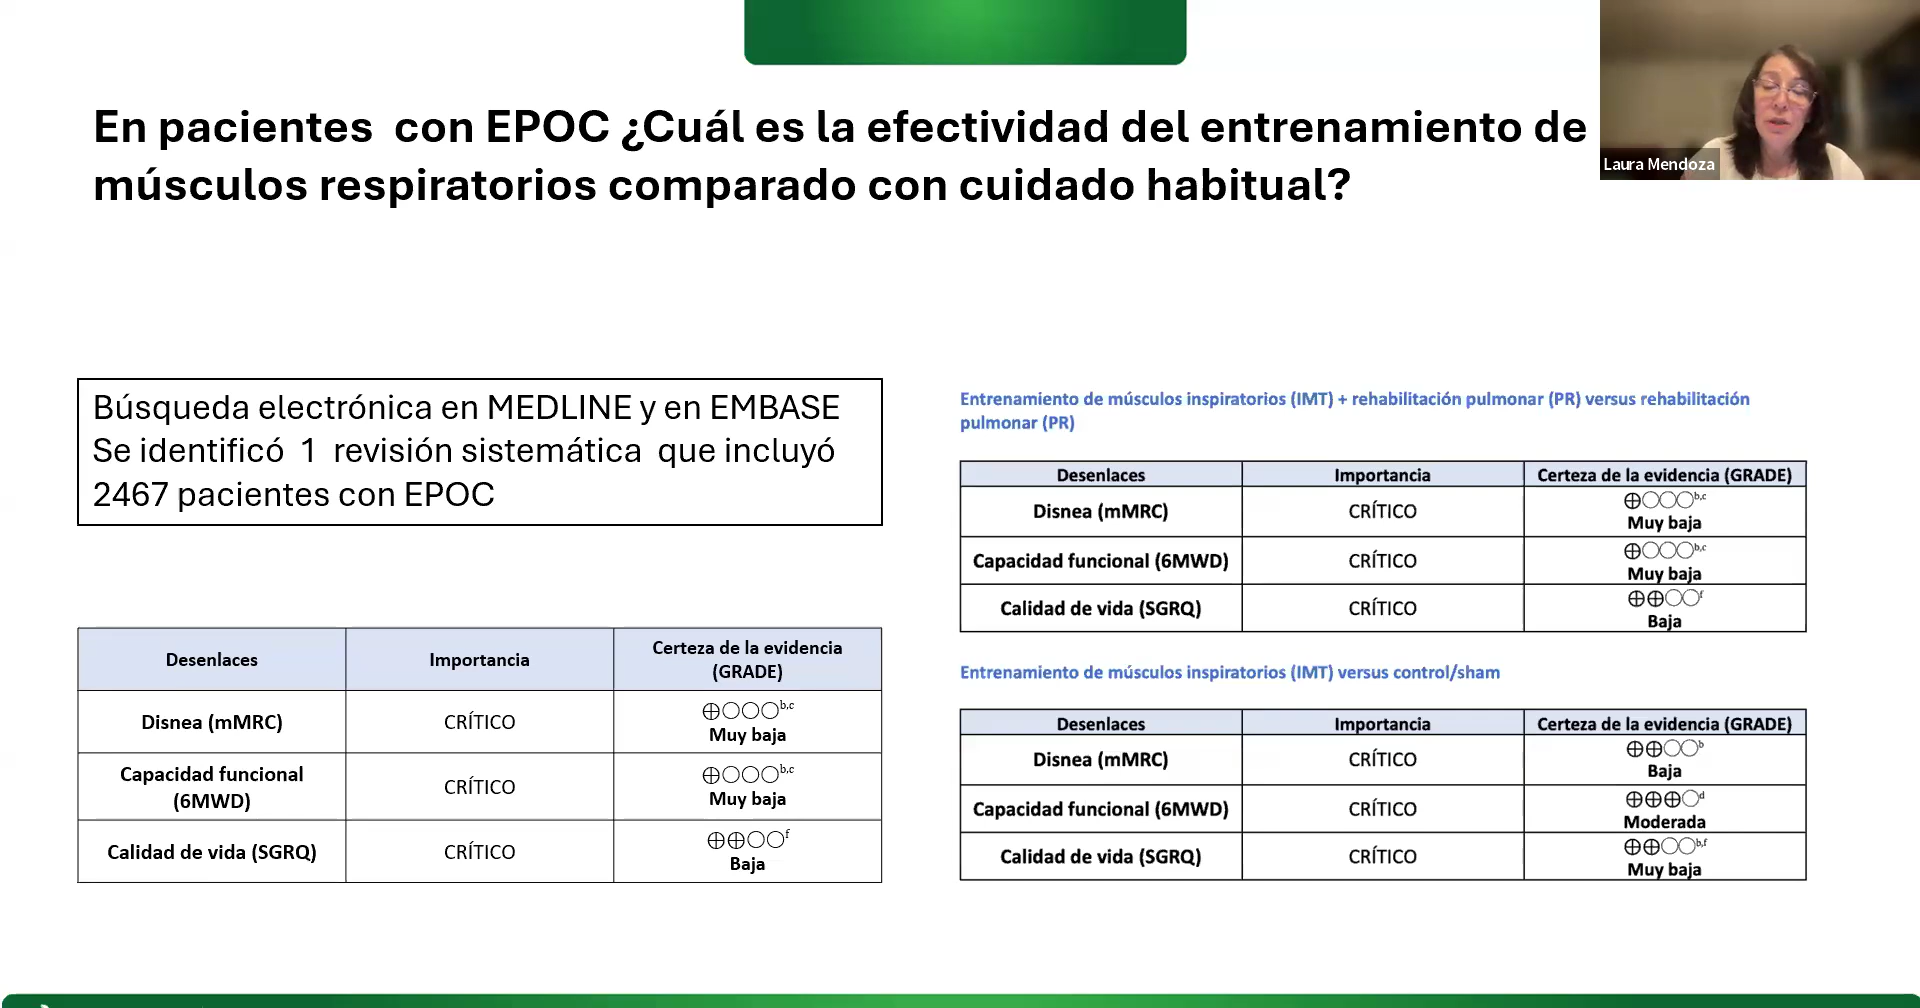 En pacientes  con EPOC ¿Cuál es la efectividad del entrenamiento de
músculos respiratorios comparado con cuidado habitual?
Laura Mendoza
Búsqueda electrónica en MEDLINE y en EMBASE
Se identificó  1  revisión sistemática  que incluyó
2467 pacientes con EPOC
Desenlaces Importancia Certeza de la evidencia
(GRADE)
Disnea (mMRC) CRÍTICO ⨁◯◯◯b,c
Muy baja
Capacidad funcional
(6MWD) CRÍTICO ⨁◯◯◯b,c
Muy baja
Calidad de vida (SGRQ) CRÍTICO ⨁⨁◯◯f
Baja
Entrenamiento de músculos inspiratorios (IMT) + rehabilitación pulmonar (PR) versus rehabilitación
pulmonar (PR)
Desenlaces Importancia Certeza de la evidencia (GRADE)
Disnea (mMRC) CRÍTICO ⨁◯◯◯b,c
Muy baja
Capacidad funcional (6MWD) CRÍTICO ⨁◯◯◯b,c
Muy baja
Calidad de vida (SGRQ) CRÍTICO ⨁⨁◯◯f
Baja
Entrenamiento de músculos inspiratorios (IMT) versus control/sham
Desenlaces Importancia Certeza de la evidencia (GRADE)
Disnea (mMRC) CRÍTICO ⨁⨁◯◯b
Baja
Capacidad funcional (6MWD) CRÍTICO ⨁⨁⨁◯d
Moderada
Calidad de vida (SGRQ) CRÍTICO ⨁⨁◯◯b,f
Muy baja